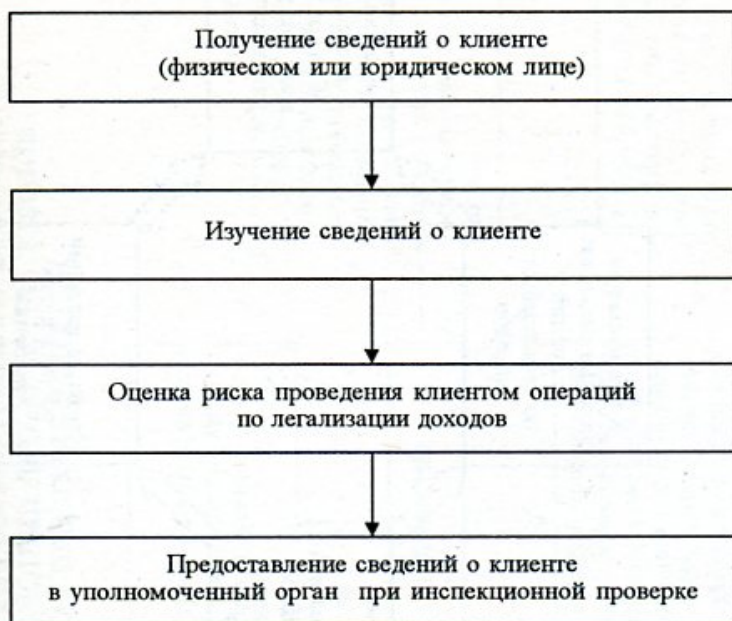 Получение сведений о клиенте
(физическом или юридическом лице)
Изучение сведений о клиенте
Оценка риска проведения клиентом операций
по легализации доходов
Предоставление сведений о клиенте
в уполномоченный орган при инспекционной проверке